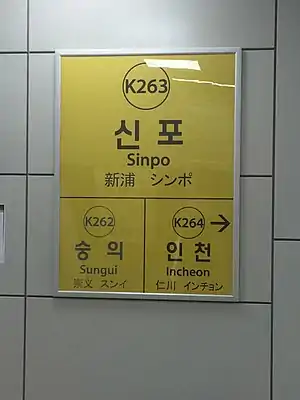 K263
신포
Sinpo
新浦 シンポ
K262
숭의
Sungui
崇义 スンイ
K264 →
인천
Incheon
仁川 インチョン